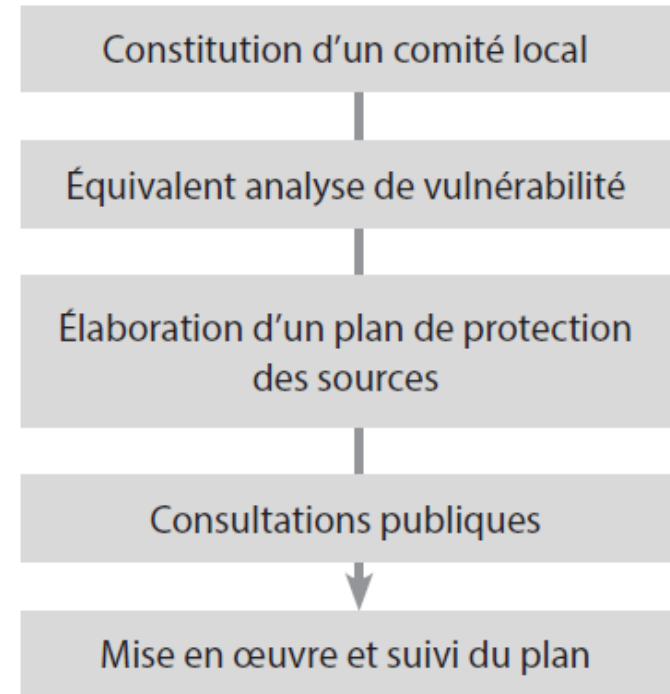 Constitution d’un comité local
Équivalent analyse de vulnérabilité
Élaboration d’un plan de protection
des sources
Consultations publiques
Mise en œuvre et suivi du plan